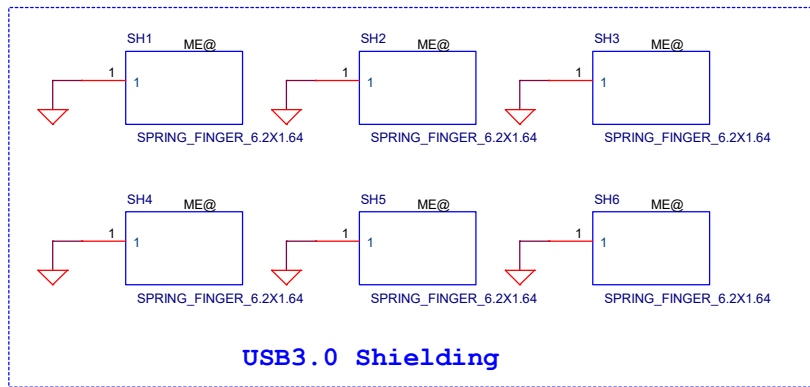 SH1 ME@
1 1
SPRING_FINGER_6.2X1.64
SH2 ME@
1 1
SPRING_FINGER_6.2X1.64
SH3 ME@
1 1
SPRING_FINGER_6.2X1.64
SH4 ME@
1 1
SPRING_FINGER_6.2X1.64
SH5 ME@
1 1
SPRING_FINGER_6.2X1.64
SH6 ME@
1 1
SPRING_FINGER_6.2X1.64
USB3.0 Shielding